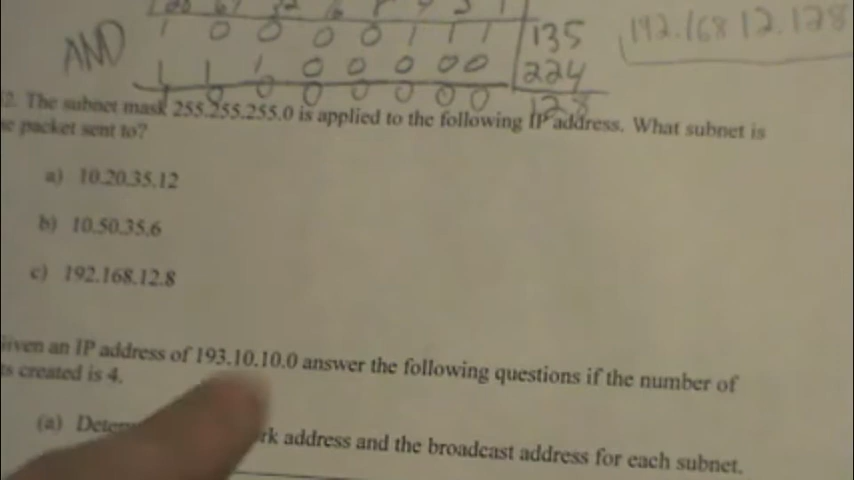 1 0 0 0 0 1 1 1 135 192.168.12.128
AND 1 1 1 0 0 0 0 0 224
1 0 0 0 0 0 0 0 128
2. The subnet mask 255.255.255.0 is applied to the following IP address. What subnet is
packet sent to?
a) 10.20.35.12
b) 10.50.35.6
c) 192.168.12.8
an IP address of 193.10.10.0 answer the following questions if the number of
created is 4.
(a) address and the broadcast address for each subnet.